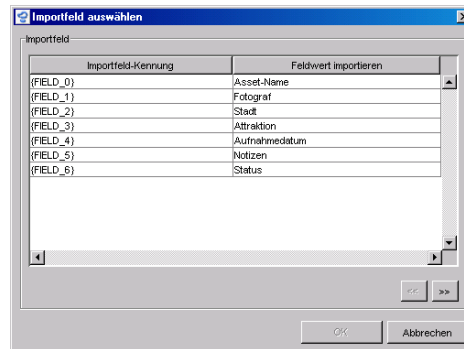 Importfeld auswählen
Importfeld
Importfeld-Kennung Feldwert importieren
{FIELD_0} Asset-Name
{FIELD_1} Fotograf
{FIELD_2} Stadt
{FIELD_3} Attraktion
{FIELD_4} Aufnahmedatum
{FIELD_5} Notizen
{FIELD_6} Status
<< >>
OK Abbrechen